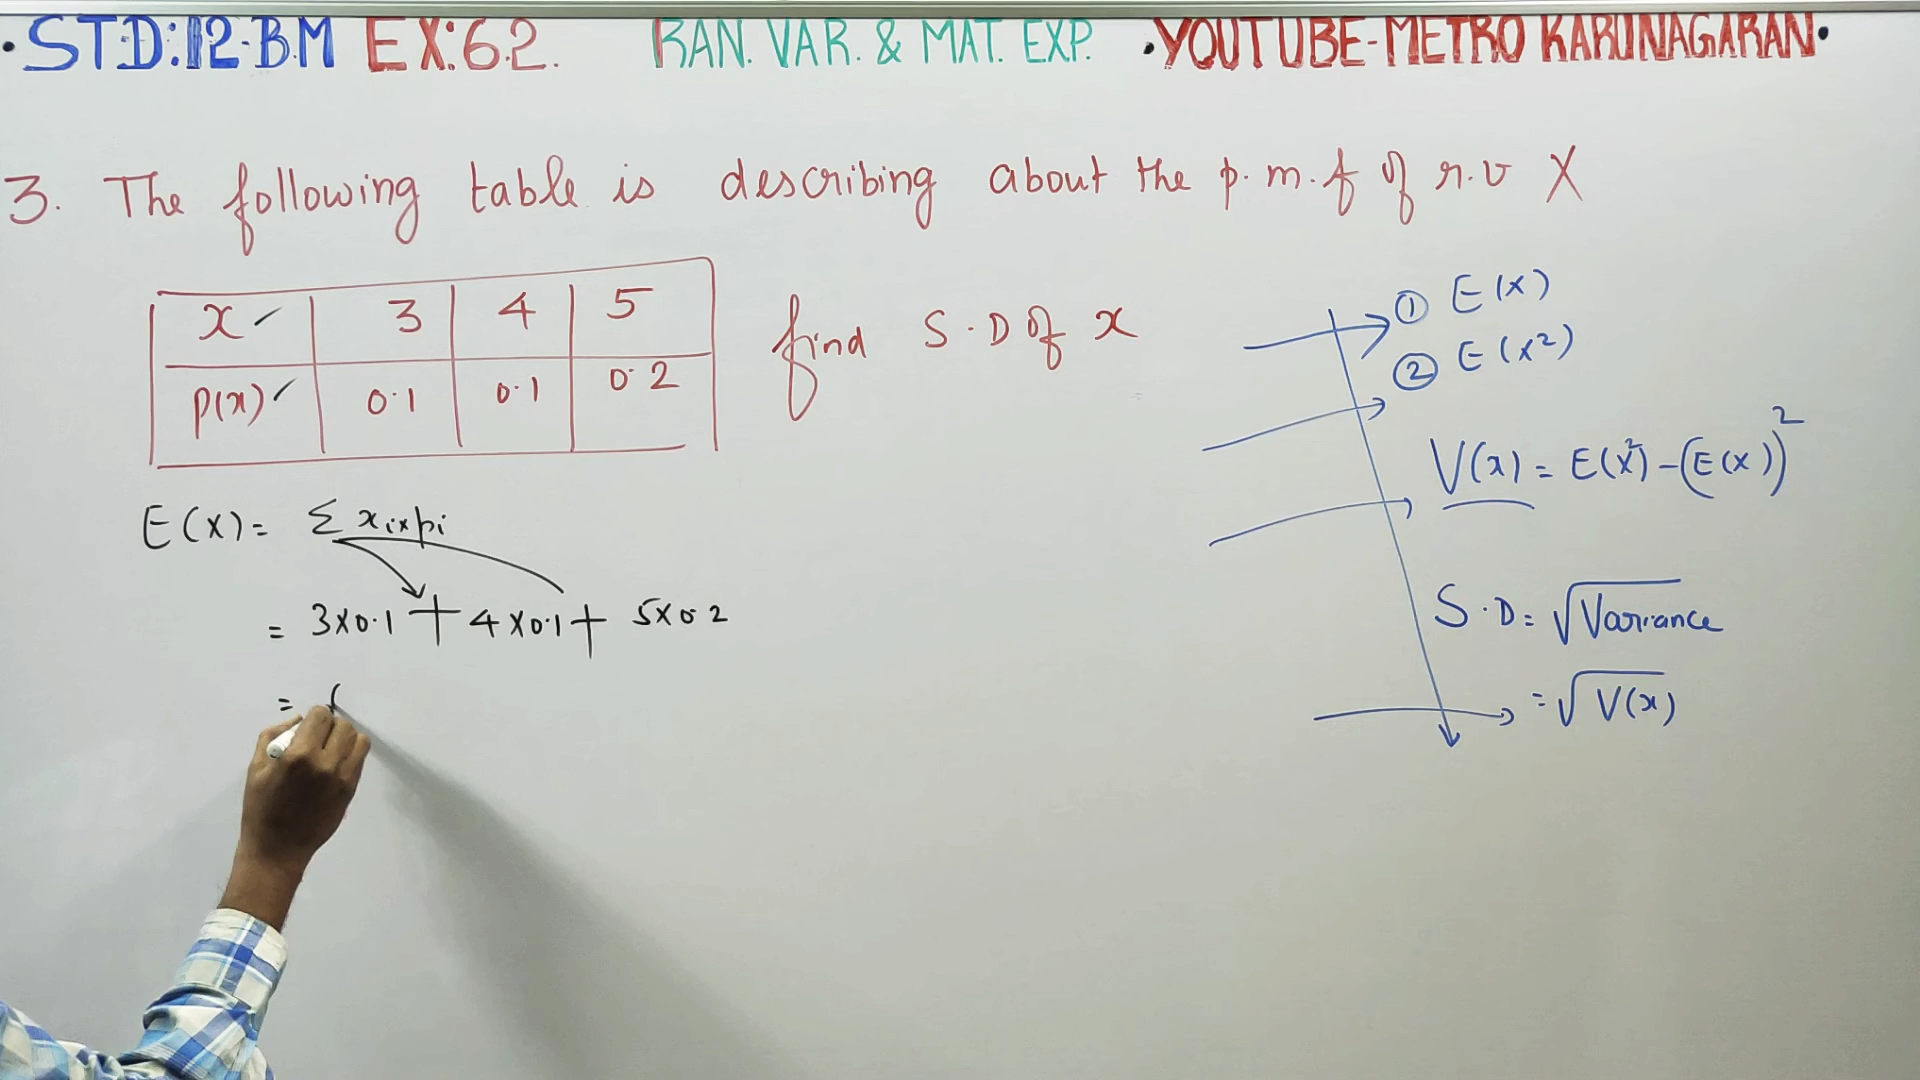 ·STD:12-B.M EX:6.2. RAN. VAR. & MAT. EXP. ·YOUTUBE-METRO KARUNAGARAN·
3. The following table is describing about the p.m.f of r.v X
x 3 4 5
p(x) 0.1 0.1 0.2
find S.D of x
① E(x)
② E(x²)
V(x) = E(x²) - (E(x))²
S.D = √Variance
= √V(x)
E(X) = Σ xi × pi
= 3×0.1 + 4×0.1 + 5×0.2
=